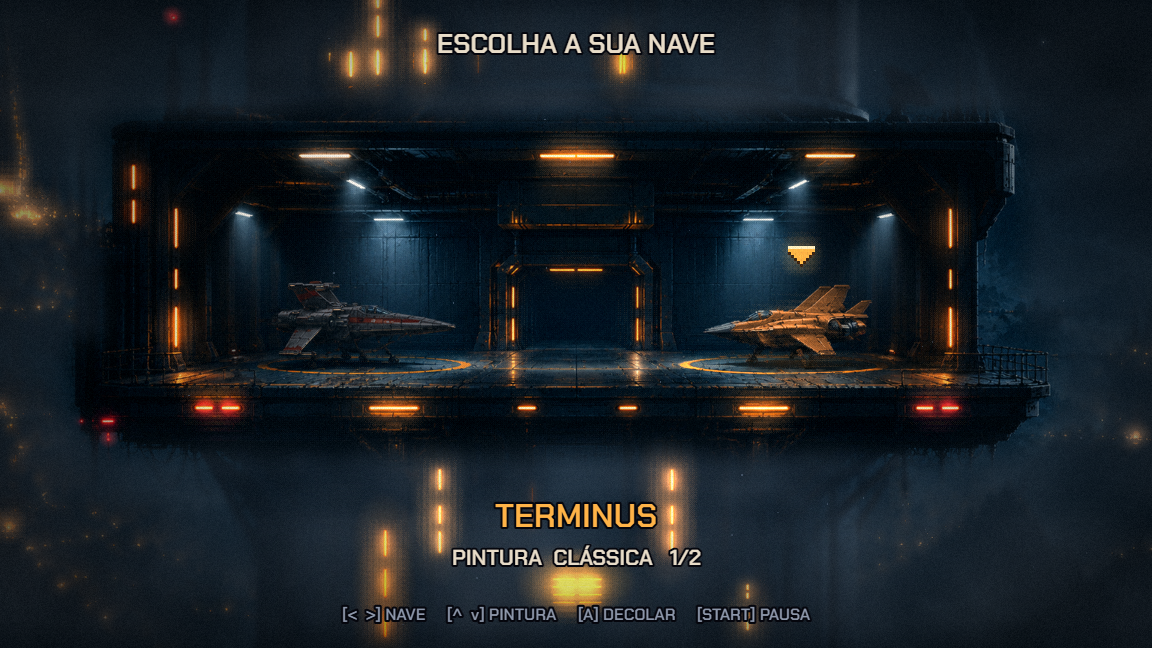 ESCOLHA A SUA NAVE
TERMINUS
PINTURA CLÁSSICA 1/2
[< >] NAVE [^ v] PINTURA [A] DECOLAR [START] PAUSA